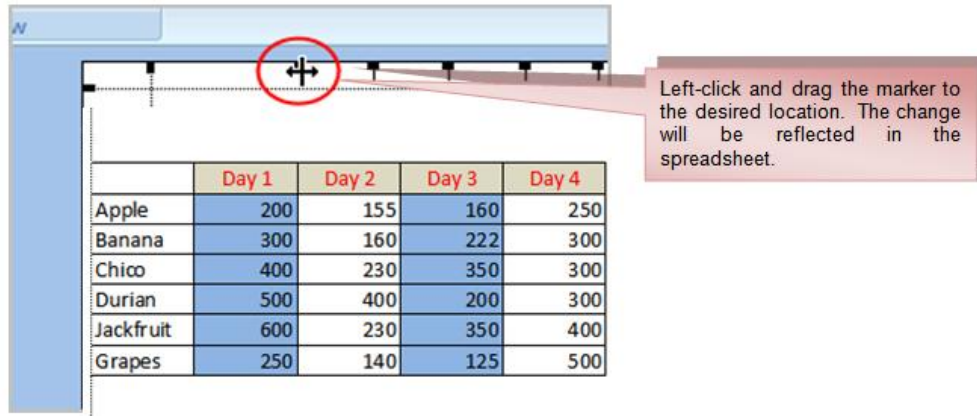 w
Left-click and drag the marker to
the desired location. The change
will be reflected in the
spreadsheet.
Day 1 Day 2 Day 3 Day 4
Apple 200 155 160 250
Banana 300 160 222 300
Chico 400 230 350 300
Durian 500 400 200 300
Jackfruit 600 230 350 400
Grapes 250 140 125 500